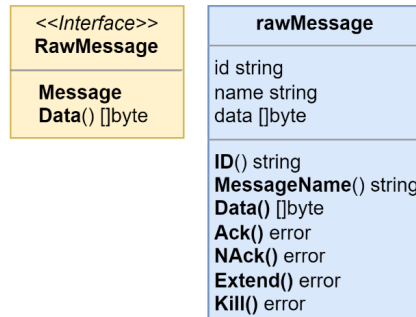 <<Interface>>
RawMessage
Message
Data() []byte
rawMessage
id string
name string
data []byte
ID() string
MessageName() string
Data() []byte
Ack() error
NAck() error
Extend() error
Kill() error